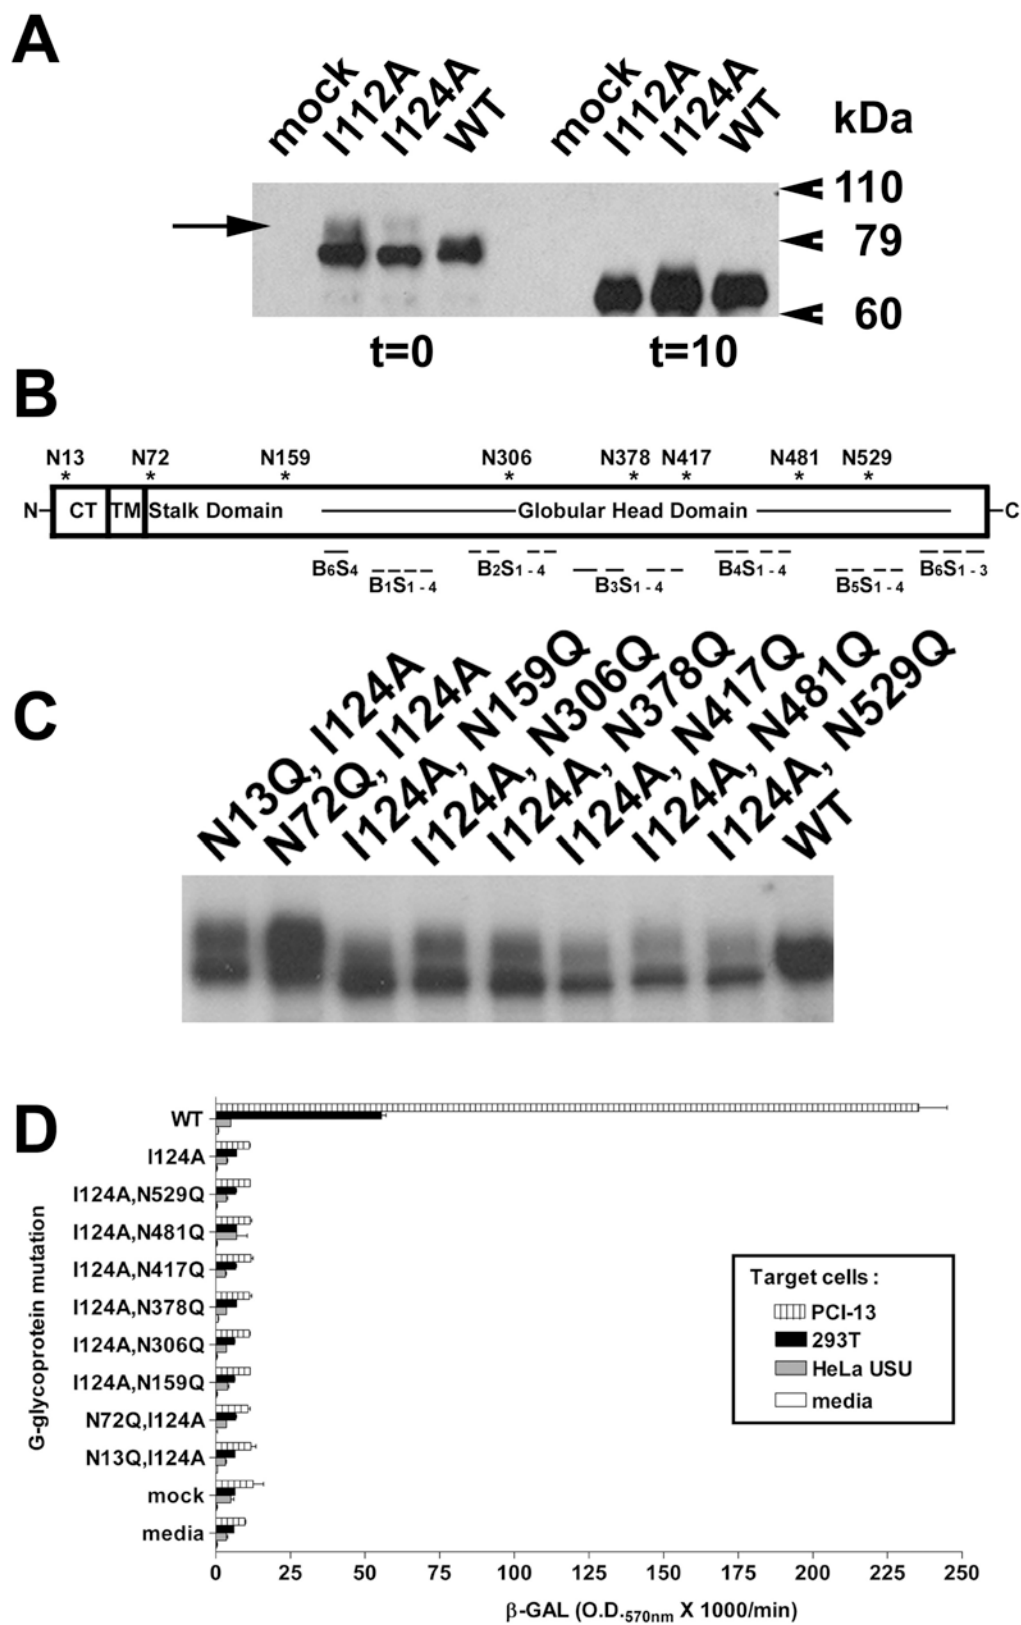 A
mock I112A I124A WT mock I112A I124A WT kDa
110
79
60
t=0 t=10
B
N13 N72 N159 N306 N378 N417 N481 N529
* * * * * * * *
N CT TM Stalk Domain Globular Head Domain C
B6S4 B1S1 - 4 B2S1 - 4 B3S1 - 4 B4S1 - 4 B5S1 - 4 B6S1 - 3
C
N13Q, I124A
N72Q, I124A
I124A, N159Q
I124A, N306Q
I124A, N378Q
I124A, N417Q
I124A, N481Q
I124A, N529Q
WT
D
G-glycoprotein mutation
WT
I124A
I124A,N529Q
I124A,N481Q
I124A,N417Q
I124A,N378Q
I124A,N306Q
I124A,N159Q
N72Q,I124A
N13Q,I124A
mock
media
Target cells :
PCI-13
293T
HeLa USU
media
0 25 50 75 100 125 150 175 200 225 250
β-GAL (O.D.570nm X 1000/min)